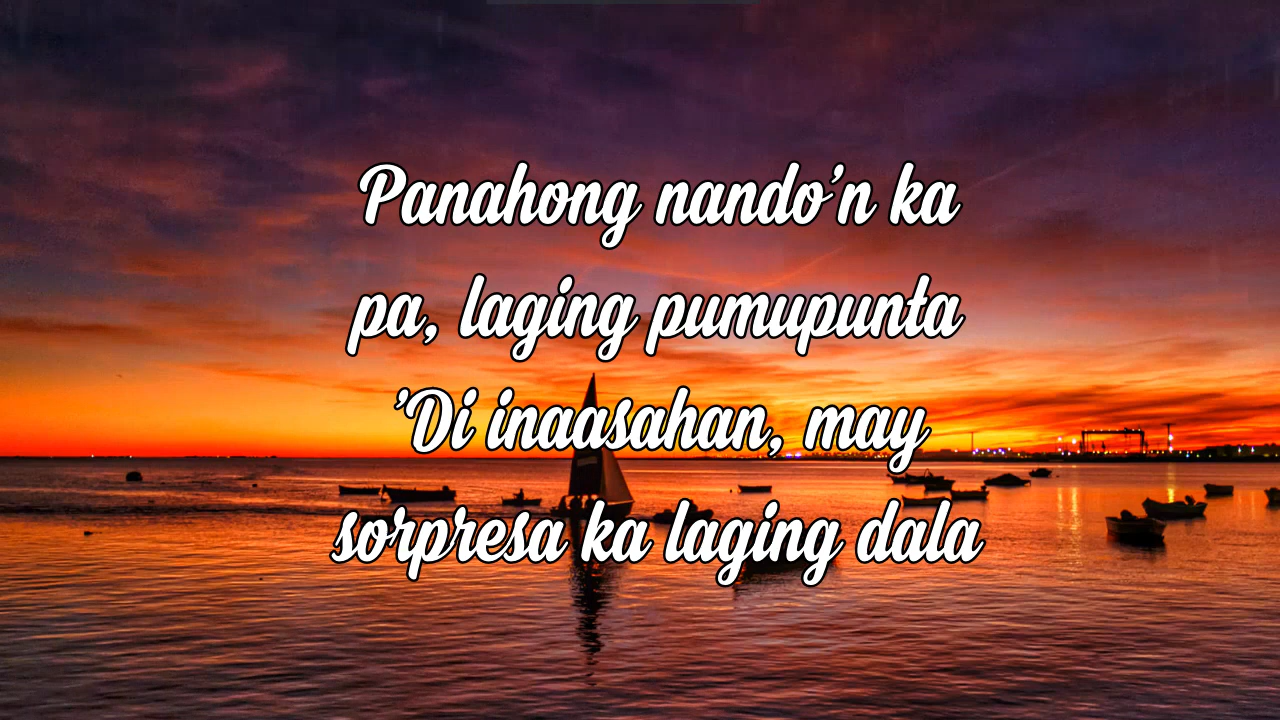 Panahong nando’n ka
pa, laging pumupunta
’Di inaasahan, may
sorpresa ka laging dala